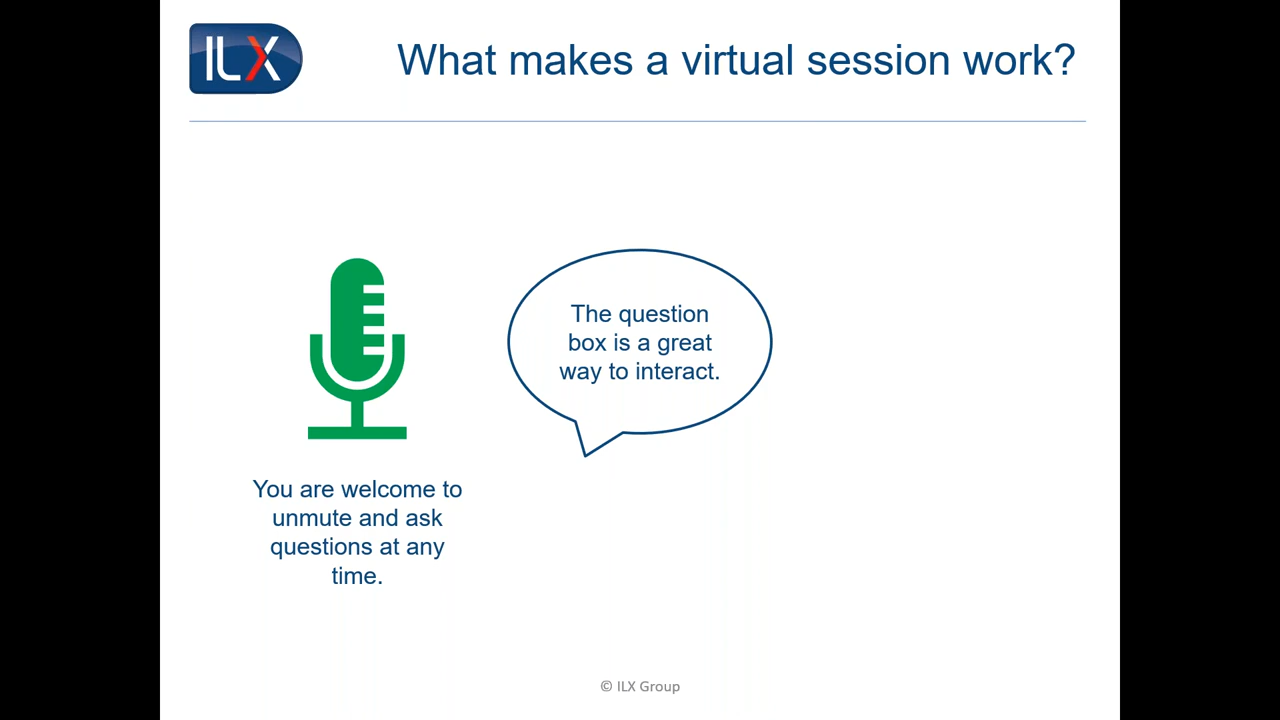 ILX
What makes a virtual session work?
The question
box is a great
way to interact.
You are welcome to
unmute and ask
questions at any
time.
© ILX Group